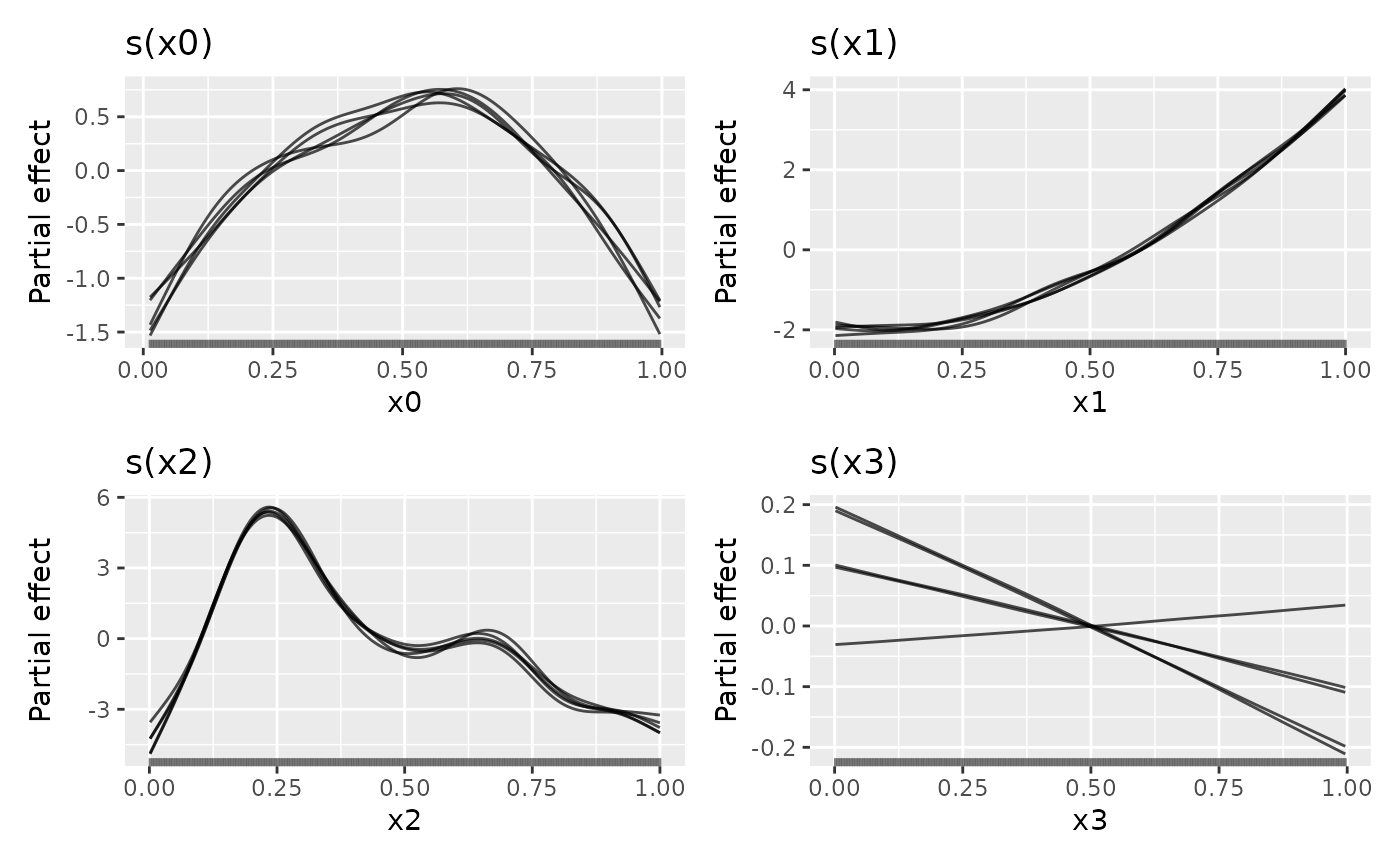 s(x0)
Partial effect
0.5
0.0
-0.5
-1.0
-1.5
0.00 0.25 0.50 0.75 1.00
x0
s(x1)
Partial effect
4
2
0
-2
0.00 0.25 0.50 0.75 1.00
x1
s(x2)
Partial effect
6
3
0
-3
0.00 0.25 0.50 0.75 1.00
x2
s(x3)
Partial effect
0.2
0.1
0.0
-0.1
-0.2
0.00 0.25 0.50 0.75 1.00
x3